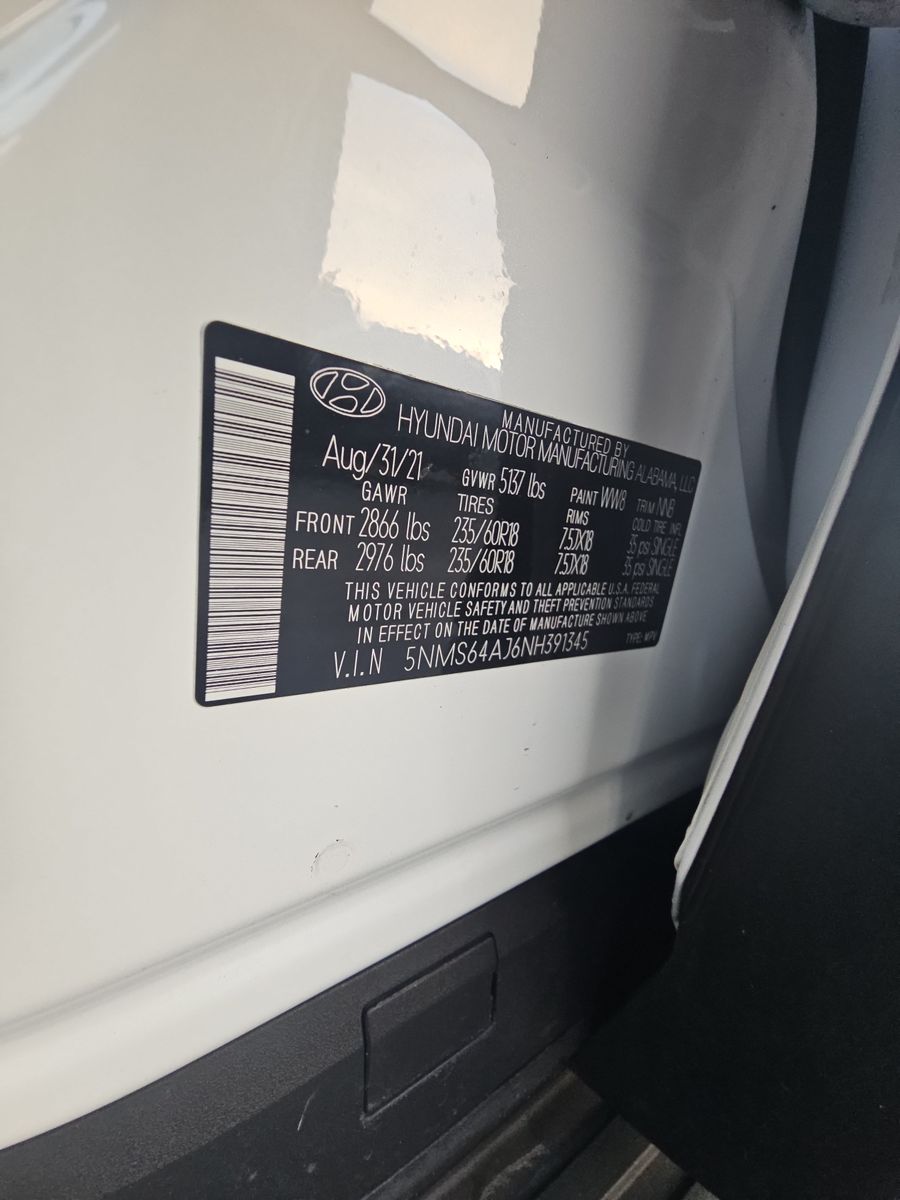 MANUFACTURED BY
HYUNDAI MOTOR MANUFACTURING ALABAMA, LLC
Aug/31/21 GVWR 5137 lbs PAINT WW8 TRIM NNB
GAWR TIRES RIMS COLD TIRE INFL
FRONT 2866 lbs 235/60R18 7.5JX18 35 psi SINGLE
REAR 2976 lbs 235/60R18 7.5JX18 35 psi SINGLE
THIS VEHICLE CONFORMS TO ALL APPLICABLE U.S.A. FEDERAL
MOTOR VEHICLE SAFETY AND THEFT PREVENTION STANDARDS
IN EFFECT ON THE DATE OF MANUFACTURE SHOWN ABOVE
V.I.N 5NMS64AJ6NH391345 TYPE: MPV